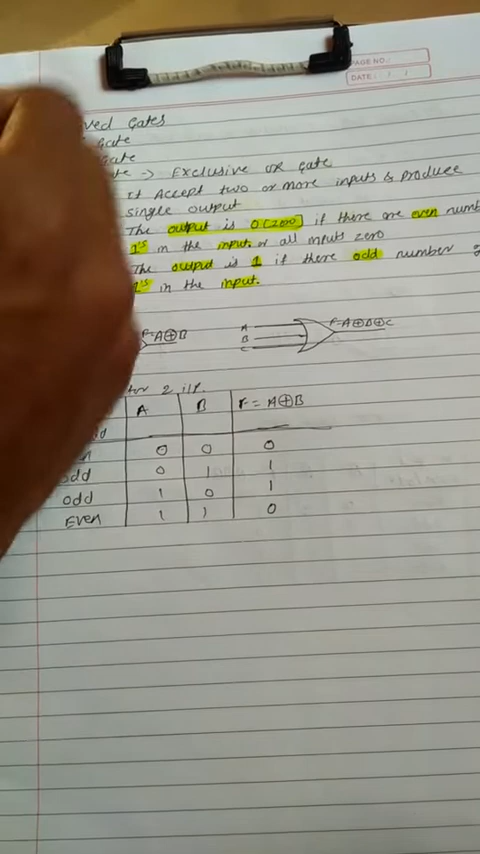 PAGE NO.:
DATE: / /
ved Gates
Gate
Gate
te -> Exclusive OR gate
It Accept two or more inputs & produce
single output
The output is 0 (zero) if there are even numb
1's in the input or all inputs zero
The output is 1 if there odd number
1's in the input.
F=A⊕B
A
B
C
F=A⊕B⊕C
for 2 i/p.
A B F = A⊕B
0 0 0
odd 0 1 1
odd 1 0 1
Even 1 1 0